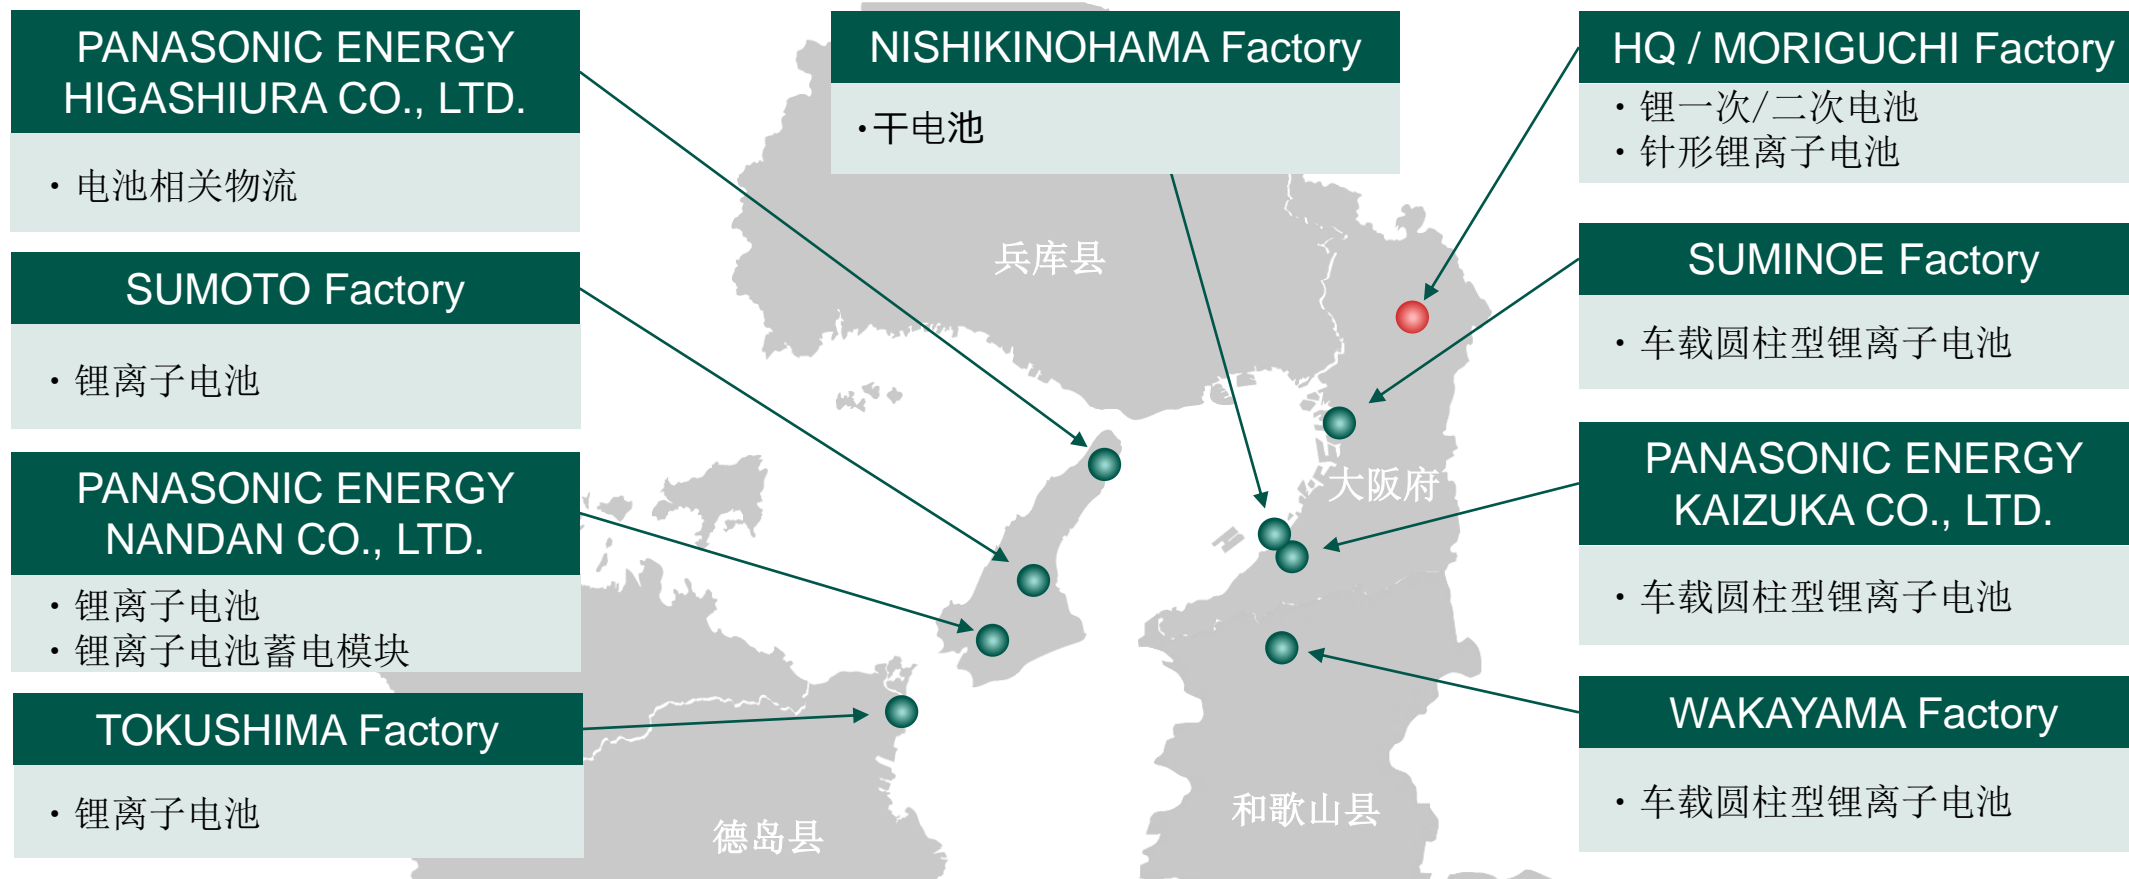 PANASONIC ENERGY
HIGASHIURA CO., LTD.
・电池相关物流
SUMOTO Factory
・锂离子电池
PANASONIC ENERGY
NANDAN CO., LTD.
・锂离子电池
・锂离子电池蓄电模块
TOKUSHIMA Factory
・锂离子电池
NISHIKINOHAMA Factory
・干电池
HQ / MORIGUCHI Factory
・锂一次/二次电池
・针形锂离子电池
SUMINOE Factory
・车载圆柱型锂离子电池
PANASONIC ENERGY
KAIZUKA CO., LTD.
・车载圆柱型锂离子电池
WAKAYAMA Factory
・车载圆柱型锂离子电池
兵库县
大阪府
和歌山县
德岛县